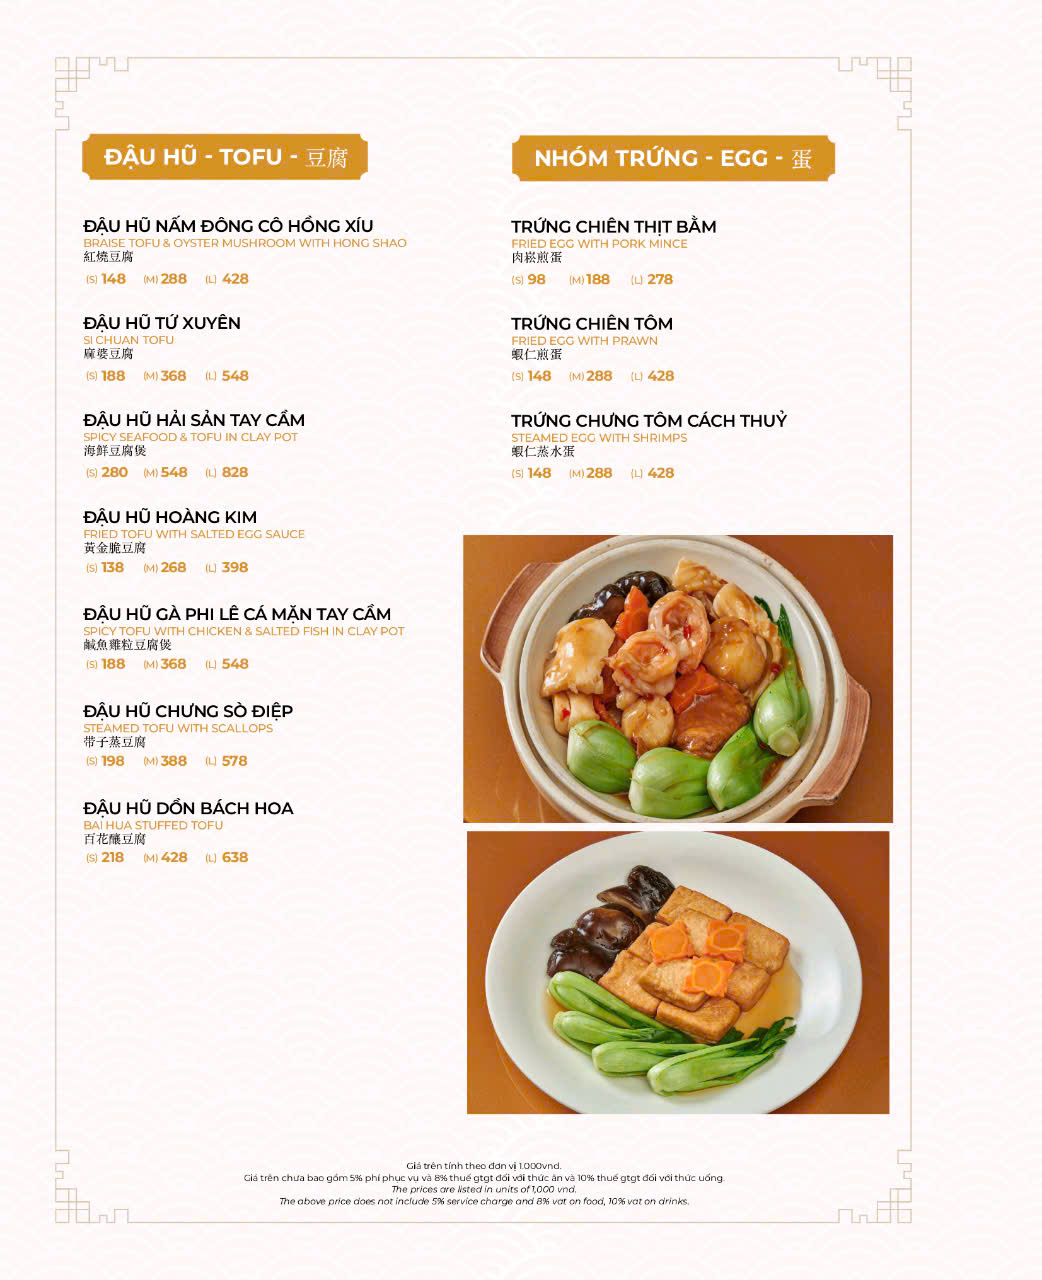 ĐẬU HŨ - TOFU - 豆腐
ĐẬU HŨ NẤM ĐÔNG CÔ HỒNG XÍU
BRAISE TOFU & OYSTER MUSHROOM WITH HONG SHAO
紅燒豆腐
(S) 148 (M) 288 (L) 428
ĐẬU HŨ TỨ XUYÊN
SI CHUAN TOFU
麻婆豆腐
(S) 188 (M) 368 (L) 548
ĐẬU HŨ HẢI SẢN TAY CẦM
SPICY SEAFOOD & TOFU IN CLAY POT
海鮮豆腐煲
(S) 280 (M) 548 (L) 828
ĐẬU HŨ HOÀNG KIM
FRIED TOFU WITH SALTED EGG SAUCE
黃金脆豆腐
(S) 138 (M) 268 (L) 398
ĐẬU HŨ GÀ PHI LÊ CÁ MẶN TAY CẦM
SPICY TOFU WITH CHICKEN & SALTED FISH IN CLAY POT
鹹魚雞粒豆腐煲
(S) 188 (M) 368 (L) 548
ĐẬU HŨ CHƯNG SÒ ĐIỆP
STEAMED TOFU WITH SCALLOPS
带子蒸豆腐
(S) 198 (M) 388 (L) 578
ĐẬU HŨ DỒN BÁCH HOA
BAI HUA STUFFED TOFU
百花釀豆腐
(S) 218 (M) 428 (L) 638
NHÓM TRỨNG - EGG - 蛋
TRỨNG CHIÊN THỊT BẰM
FRIED EGG WITH PORK MINCE
肉崧煎蛋
(S) 98 (M) 188 (L) 278
TRỨNG CHIÊN TÔM
FRIED EGG WITH PRAWN
蝦仁煎蛋
(S) 148 (M) 288 (L) 428
TRỨNG CHƯNG TÔM CÁCH THUỶ
STEAMED EGG WITH SHRIMPS
蝦仁蒸水蛋
(S) 148 (M) 288 (L) 428
Giá trên tính theo đơn vị 1.000vnd.
Giá trên chưa bao gồm 5% phí phục vụ và 8% thuế gtgt đối với thức ăn và 10% thuế gtgt đối với thức uống.
The prices are listed in units of 1,000 vnd.
The above price does not include 5% service charge and 8% vat on food, 10% vat on drinks.